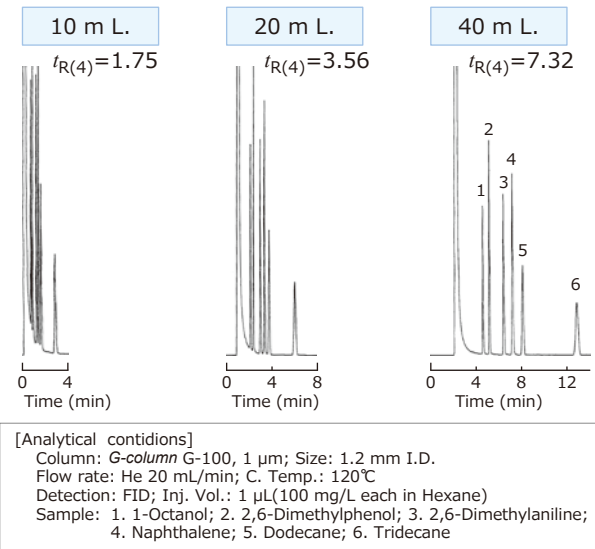 10 m L.
20 m L.
40 m L.
tR(4)=1.75
tR(4)=3.56
tR(4)=7.32
2
4
1
3
5
6
0 4
Time (min)
0 4 8
Time (min)
0 4 8 12
Time (min)
[Analytical contidions]
Column: G-column G-100, 1 µm; Size: 1.2 mm I.D.
Flow rate: He 20 mL/min; C. Temp.: 120℃
Detection: FID; Inj. Vol.: 1 µL(100 mg/L each in Hexane)
Sample: 1. 1-Octanol; 2. 2,6-Dimethylphenol; 3. 2,6-Dimethylaniline;
4. Naphthalene; 5. Dodecane; 6. Tridecane